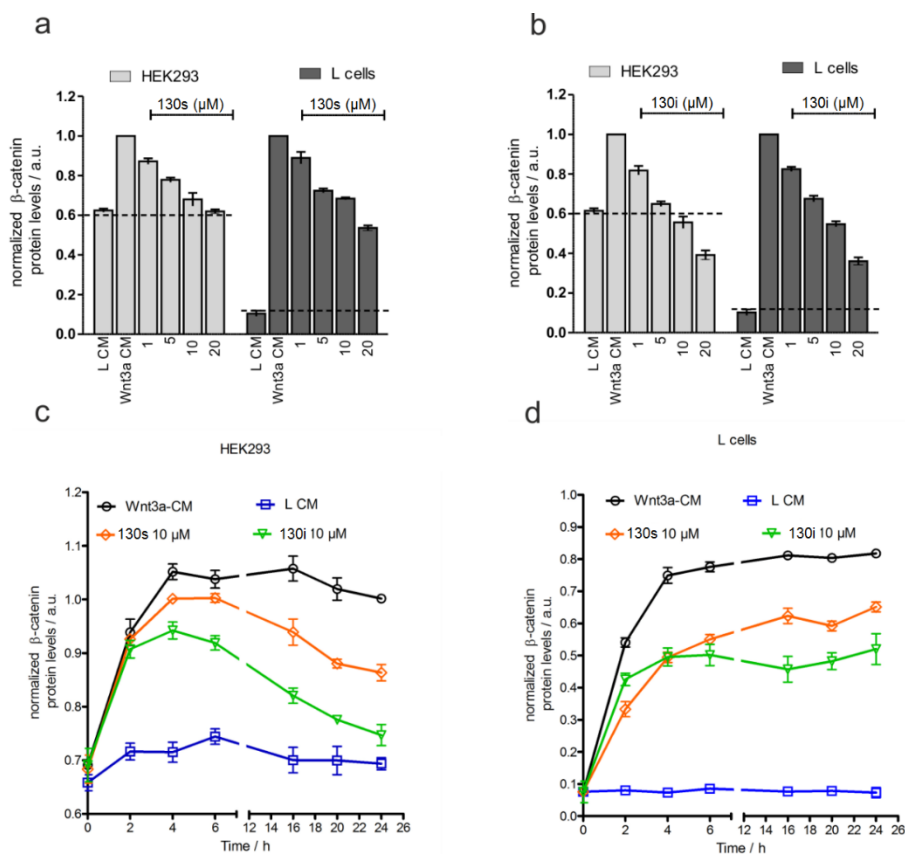 a
HEK293
L cells
130s (µM)
130s (µM)
normalized β-catenin
protein levels / a.u.
1.2
1.0
0.8
0.6
0.4
0.2
0.0
L CM
Wnt3a CM
1
5
10
20
L CM
Wnt3a CM
1
5
10
20
b
HEK293
L cells
130i (µM)
130i (µM)
normalized β-catenin
protein levels / a.u.
1.2
1.0
0.8
0.6
0.4
0.2
0.0
L CM
Wnt3a CM
1
5
10
20
L CM
Wnt3a CM
1
5
10
20
c
HEK293
Wnt3a-CM
L CM
130s 10 µM
130i 10 µM
normalized β-catenin
protein levels / a.u.
1.2
1.1
1.0
0.9
0.8
0.7
0.6
0 2 4 6 12 14 16 18 20 22 24 26
Time / h
d
L cells
Wnt3a-CM
L CM
130s 10 µM
130i 10 µM
normalized β-catenin
protein levels / a.u.
1.0
0.9
0.8
0.7
0.6
0.5
0.4
0.3
0.2
0.1
0.0
0 2 4 6 12 14 16 18 20 22 24 26
Time / h